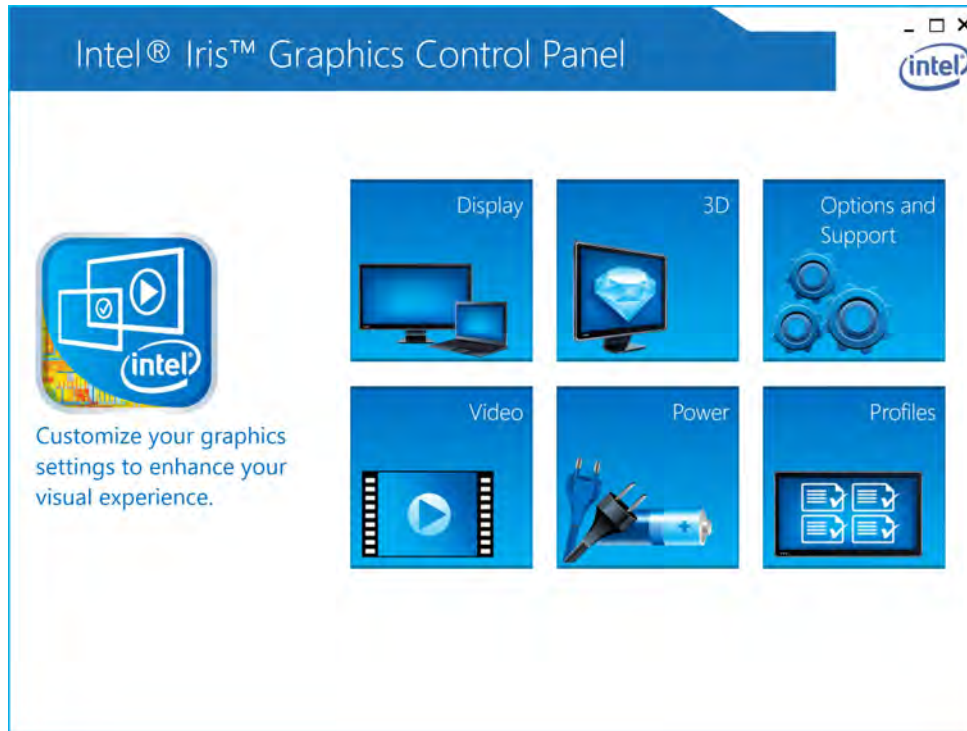 Intel® Iris™ Graphics Control Panel
intel
Display
3D
Options and
Support
intel
Customize your graphics
settings to enhance your
visual experience.
Video
Power
Profiles